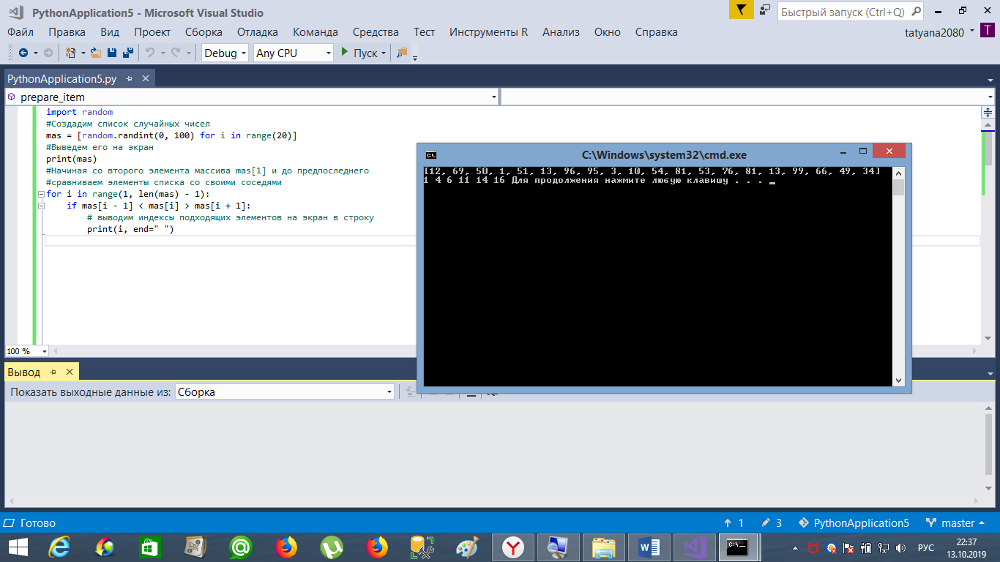 PythonApplication5 - Microsoft Visual Studio
Быстрый запуск (Ctrl+Q)
Файл Правка Вид Проект Сборка Отладка Команда Средства Тест Инструменты R Анализ Окно Справка
tatyana2080 T
Debug Any CPU Пуск
PythonApplication5.py
prepare_item
import random
#Создадим список случайных чисел
mas = [random.randint(0, 100) for i in range(20)]
#Выведем его на экран
print(mas)
#Начиная со второго элемента массива mas[1] и до предпоследнего
#сравниваем элементы списка со своими соседями
for i in range(1, len(mas) - 1):
if mas[i - 1] < mas[i] > mas[i + 1]:
# выводим индексы подходящих элементов на экран в строку
print(i, end=" ")
C:\Windows\system32\cmd.exe
[12, 69, 50, 1, 51, 13, 96, 95, 3, 10, 54, 81, 53, 76, 81, 13, 99, 66, 49, 34]
1 4 6 11 14 16 Для продолжения нажмите любую клавишу . . .
100 %
Вывод
Показать выходные данные из: Сборка
Готово
1 3 PythonApplication5 master
РУС
22:37
13.10.2019